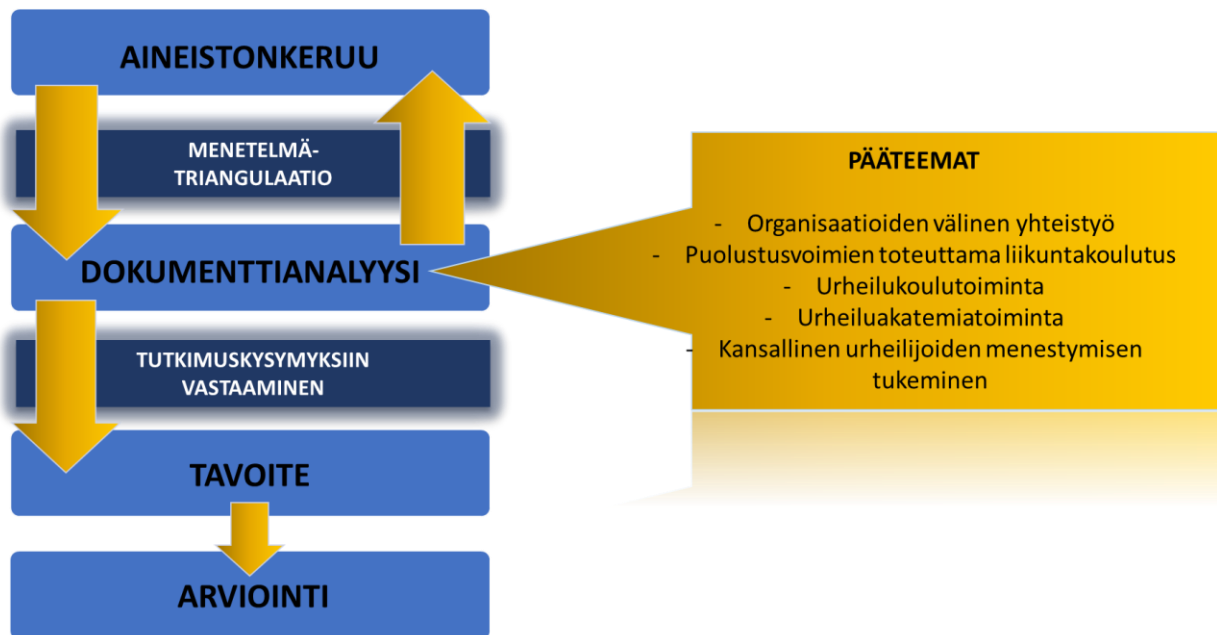 AINEISTONKERUU
MENETELMÄ-
TRIANGULAATIO
DOKUMENTTIANALYYSI
TUTKIMUSKYSYMYKSIIN
VASTAAMINEN
TAVOITE
ARVIOINTI
PÄÄTEEMAT
- Organisaatioiden välinen yhteistyö
- Puolustusvoimien toteuttama liikuntakoulutus
- Urheilukoulutoiminta
- Urheiluakatemiatoiminta
- Kansallinen urheilijoiden menestymisen
tukeminen